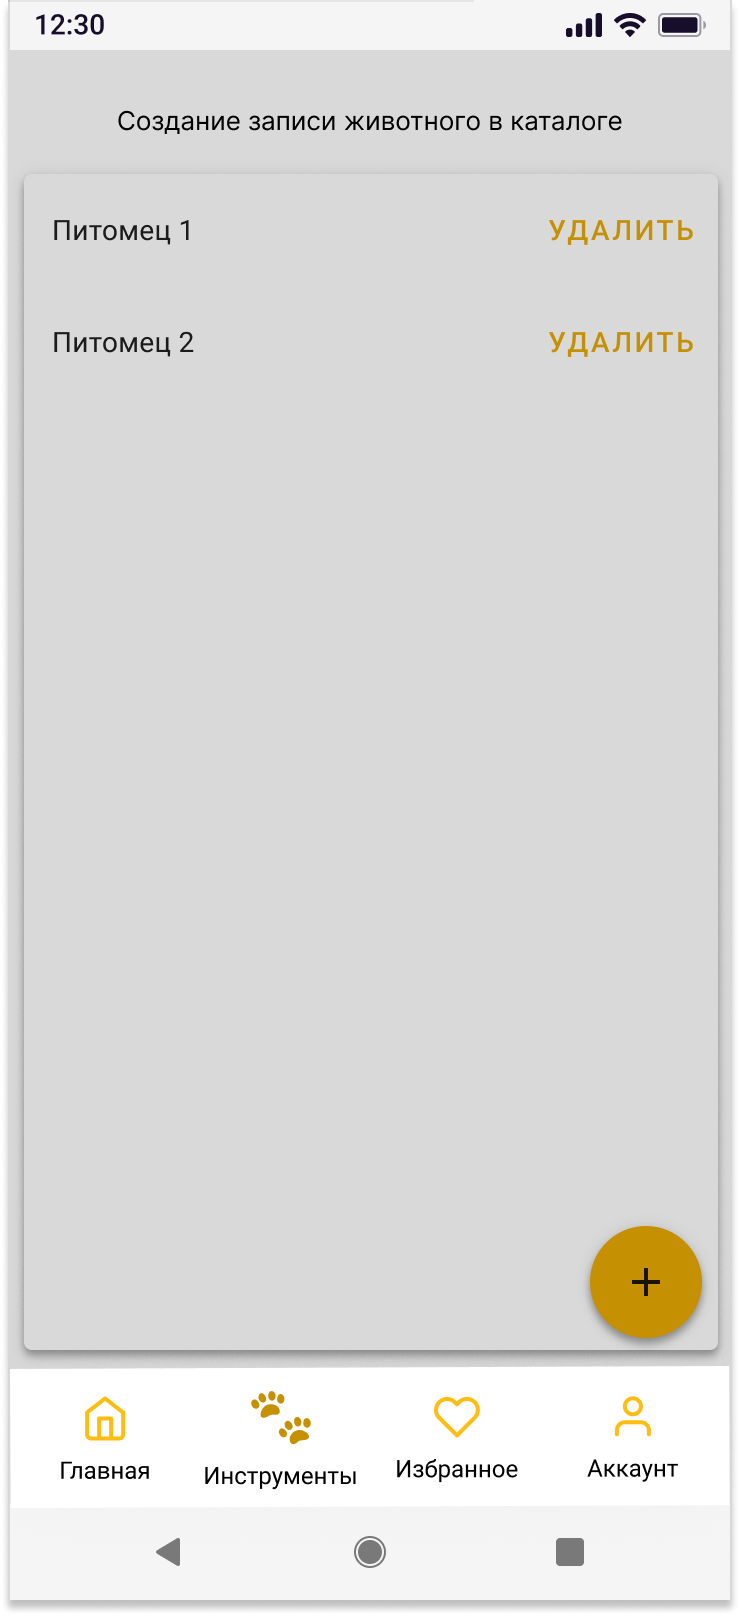 12:30
Создание записи животного в каталоге
Питомец 1 УДАЛИТЬ
Питомец 2 УДАЛИТЬ
Главная Инструменты Избранное Аккаунт